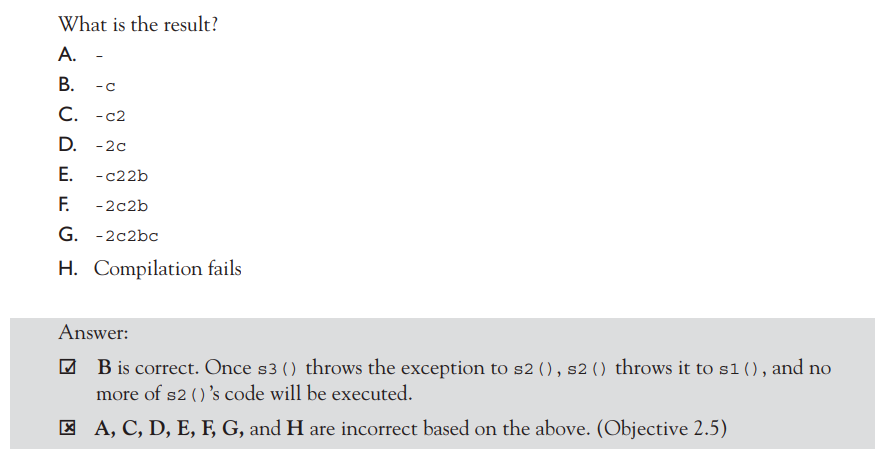 What is the result?
A. -
B. -c
C. -c2
D. -2c
E. -c22b
F. -2c2b
G. -2c2bc
H. Compilation fails
Answer:
☑ B is correct. Once s3() throws the exception to s2(), s2() throws it to s1(), and no
more of s2()’s code will be executed.
☒ A, C, D, E, F, G, and H are incorrect based on the above. (Objective 2.5)